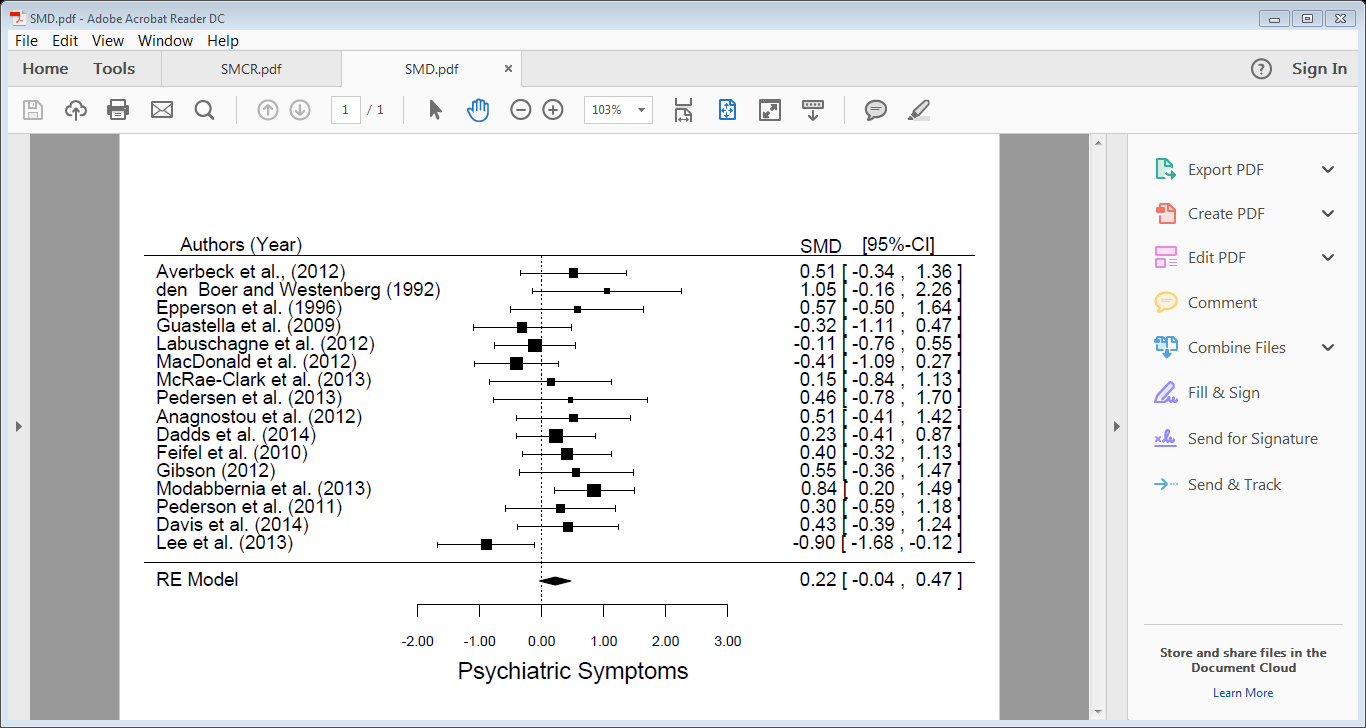 SMD.pdf - Adobe Acrobat Reader DC
File Edit View Window Help
Home Tools SMCR.pdf SMD.pdf × ? Sign In
1 / 1 103%
Authors (Year) SMD [95%-CI]
Averbeck et al., (2012) 0.51 [ -0.34 , 1.36 ]
den Boer and Westenberg (1992) 1.05 [ -0.16 , 2.26 ]
Epperson et al. (1996) 0.57 [ -0.50 , 1.64 ]
Guastella et al. (2009) -0.32 [ -1.11 , 0.47 ]
Labuschagne et al. (2012) -0.11 [ -0.76 , 0.55 ]
MacDonald et al. (2012) -0.41 [ -1.09 , 0.27 ]
McRae-Clark et al. (2013) 0.15 [ -0.84 , 1.13 ]
Pedersen et al. (2013) 0.46 [ -0.78 , 1.70 ]
Anagnostou et al. (2012) 0.51 [ -0.41 , 1.42 ]
Dadds et al. (2014) 0.23 [ -0.41 , 0.87 ]
Feifel et al. (2010) 0.40 [ -0.32 , 1.13 ]
Gibson (2012) 0.55 [ -0.36 , 1.47 ]
Modabbernia et al. (2013) 0.84 [ 0.20 , 1.49 ]
Pederson et al. (2011) 0.30 [ -0.59 , 1.18 ]
Davis et al. (2014) 0.43 [ -0.39 , 1.24 ]
Lee et al. (2013) -0.90 [ -1.68 , -0.12 ]
RE Model 0.22 [ -0.04 , 0.47 ]
-2.00 -1.00 0.00 1.00 2.00 3.00
Psychiatric Symptoms
Export PDF
Create PDF
Edit PDF
Comment
Combine Files
Fill & Sign
Send for Signature
Send & Track
Store and share files in the
Document Cloud
Learn More